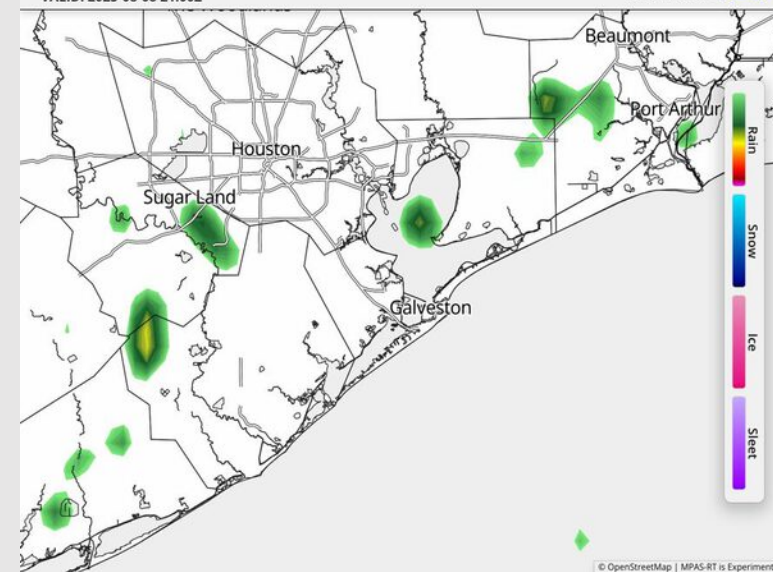 Beaumont
Port Arthur
Houston
Sugar Land
Galveston
Rain
Snow
Ice
Sleet
© OpenStreetMap | MPAS-RT is Experiment